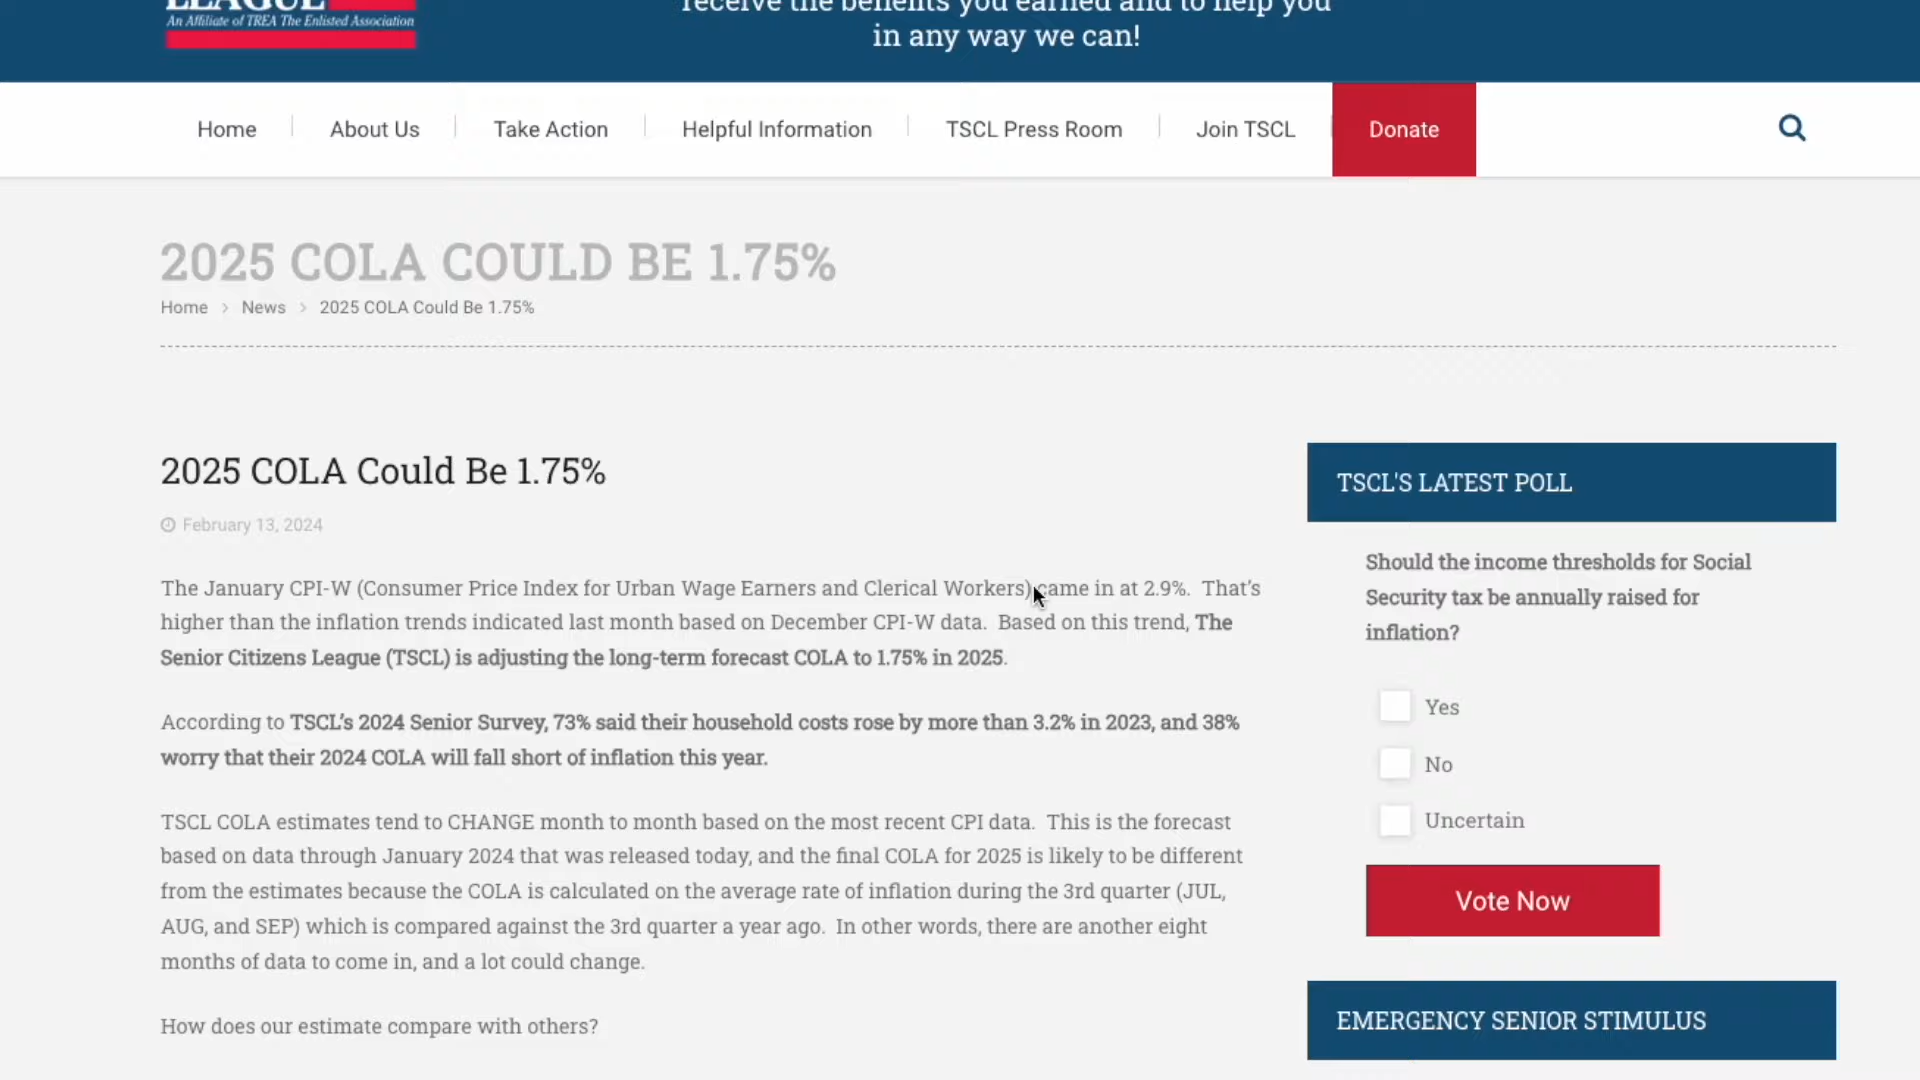 LEAGUE
An Affiliate of TREA The Enlisted Association
receive the benefits you earned and to help you
in any way we can!
Home
About Us
Take Action
Helpful Information
TSCL Press Room
Join TSCL
Donate
2025 COLA COULD BE 1.75%
Home > News > 2025 COLA Could Be 1.75%
2025 COLA Could Be 1.75%
February 13, 2024
The January CPI-W (Consumer Price Index for Urban Wage Earners and Clerical Workers) came in at 2.9%.  That’s
higher than the inflation trends indicated last month based on December CPI-W data.  Based on this trend, The
Senior Citizens League (TSCL) is adjusting the long-term forecast COLA to 1.75% in 2025.
According to TSCL’s 2024 Senior Survey, 73% said their household costs rose by more than 3.2% in 2023, and 38%
worry that their 2024 COLA will fall short of inflation this year.
TSCL COLA estimates tend to CHANGE month to month based on the most recent CPI data.  This is the forecast
based on data through January 2024 that was released today, and the final COLA for 2025 is likely to be different
from the estimates because the COLA is calculated on the average rate of inflation during the 3rd quarter (JUL,
AUG, and SEP) which is compared against the 3rd quarter a year ago.  In other words, there are another eight
months of data to come in, and a lot could change.
How does our estimate compare with others?
TSCL'S LATEST POLL
Should the income thresholds for Social
Security tax be annually raised for
inflation?
Yes
No
Uncertain
Vote Now
EMERGENCY SENIOR STIMULUS